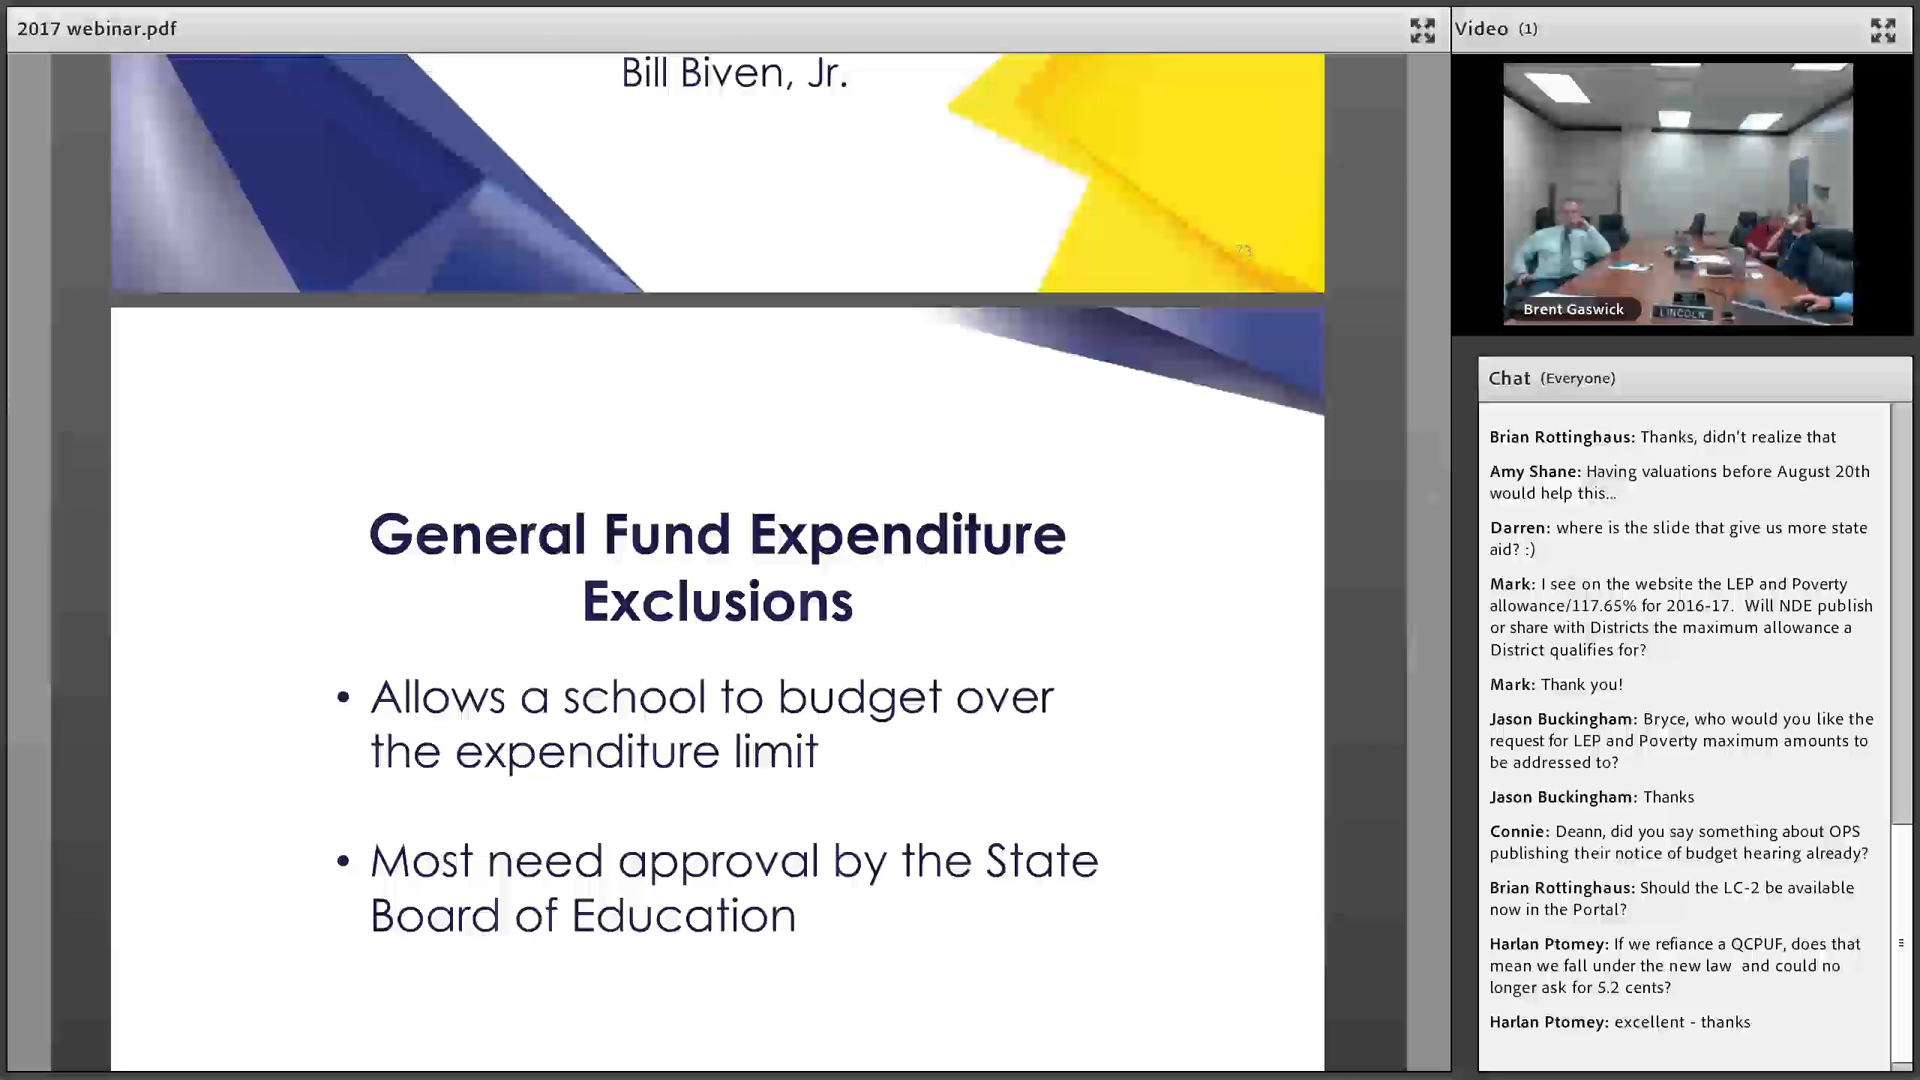 2017 webinar.pdf
Bill Biven, Jr.
73
General Fund Expenditure
Exclusions
• Allows a school to budget over
the expenditure limit
• Most need approval by the State
Board of Education
Video (1)
Brent Gaswick
LINCOLN
Chat (Everyone)
Brian Rottinghaus: Thanks, didn't realize that
Amy Shane: Having valuations before August 20th
would help this...
Darren: where is the slide that give us more state
aid? :)
Mark: I see on the website the LEP and Poverty
allowance/117.65% for 2016-17. Will NDE publish
or share with Districts the maximum allowance a
District qualifies for?
Mark: Thank you!
Jason Buckingham: Bryce, who would you like the
request for LEP and Poverty maximum amounts to
be addressed to?
Jason Buckingham: Thanks
Connie: Deann, did you say something about OPS
publishing their notice of budget hearing already?
Brian Rottinghaus: Should the LC-2 be available
now in the Portal?
Harlan Ptomey: If we refiance a QCPUF, does that
mean we fall under the new law and could no
longer ask for 5.2 cents?
Harlan Ptomey: excellent - thanks